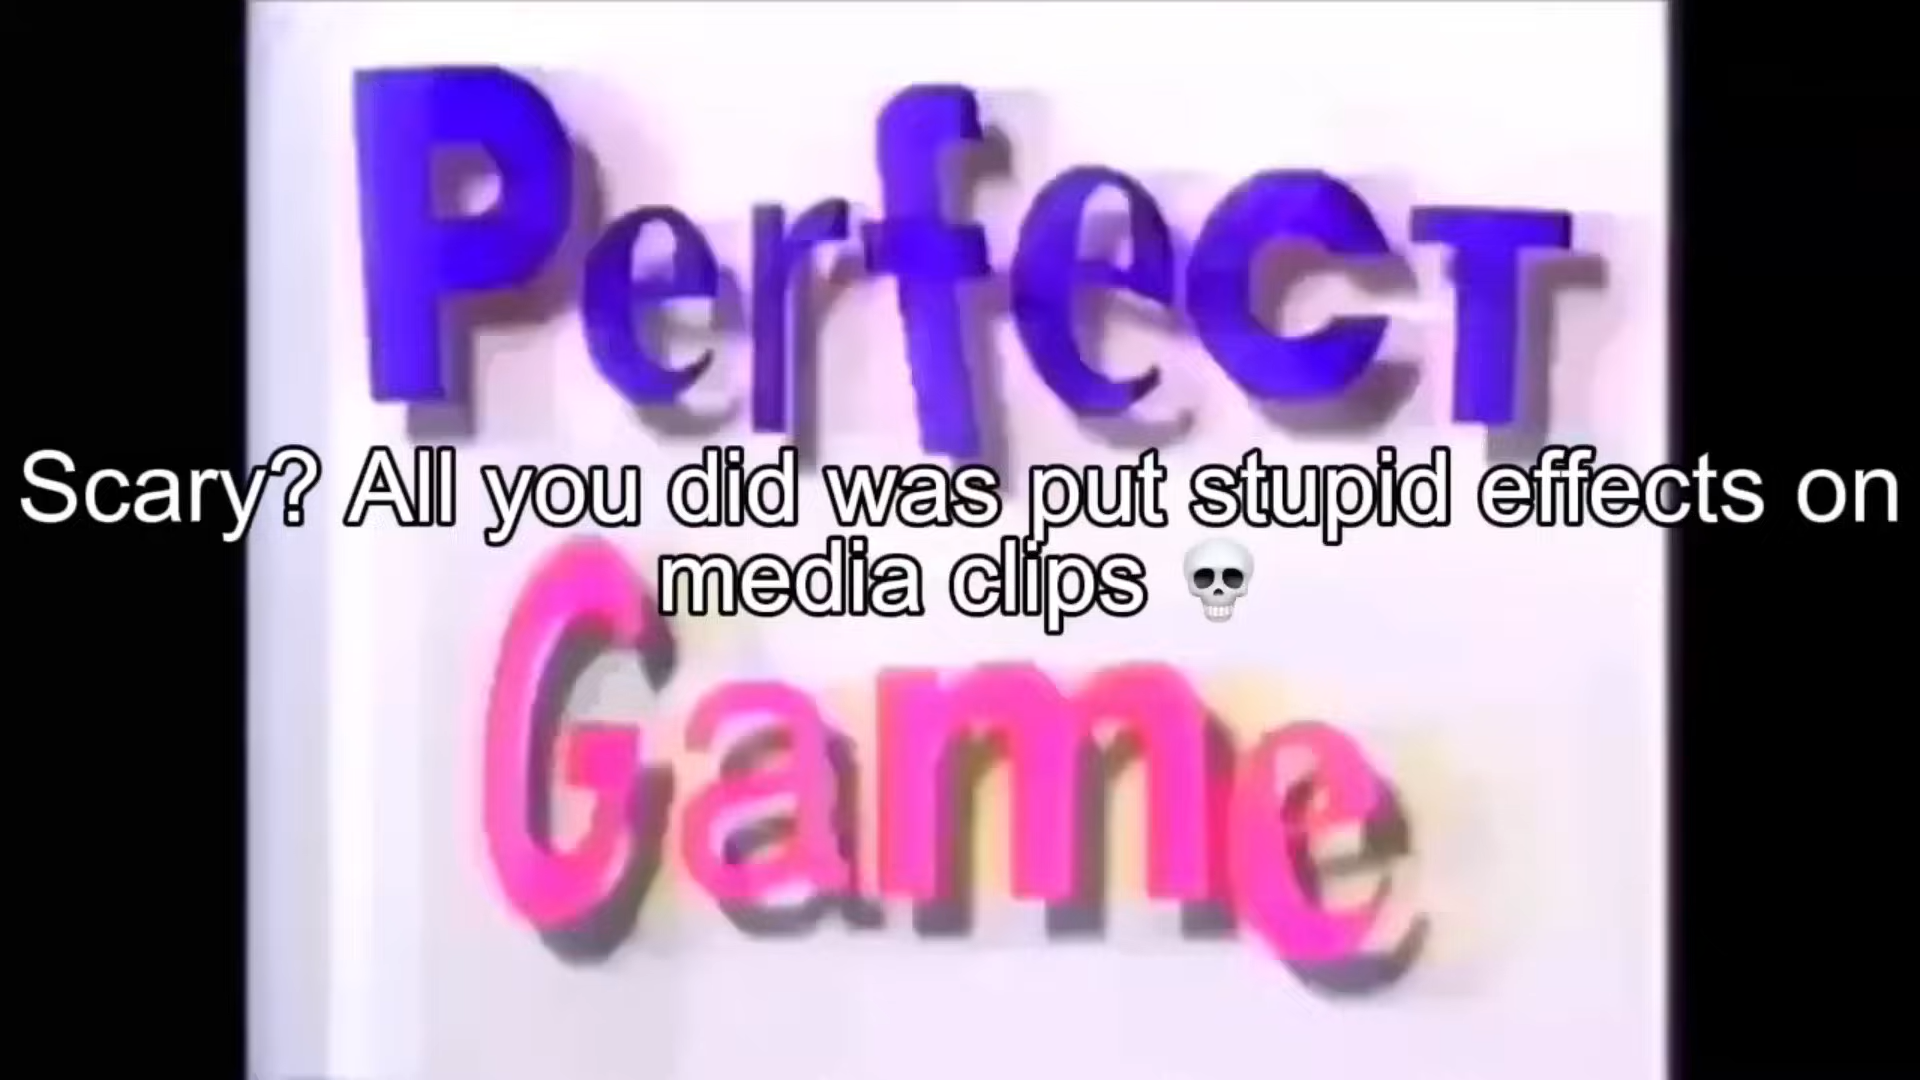 PerfecT
Scary? All you did was put stupid effects on
media clips 💀
Game